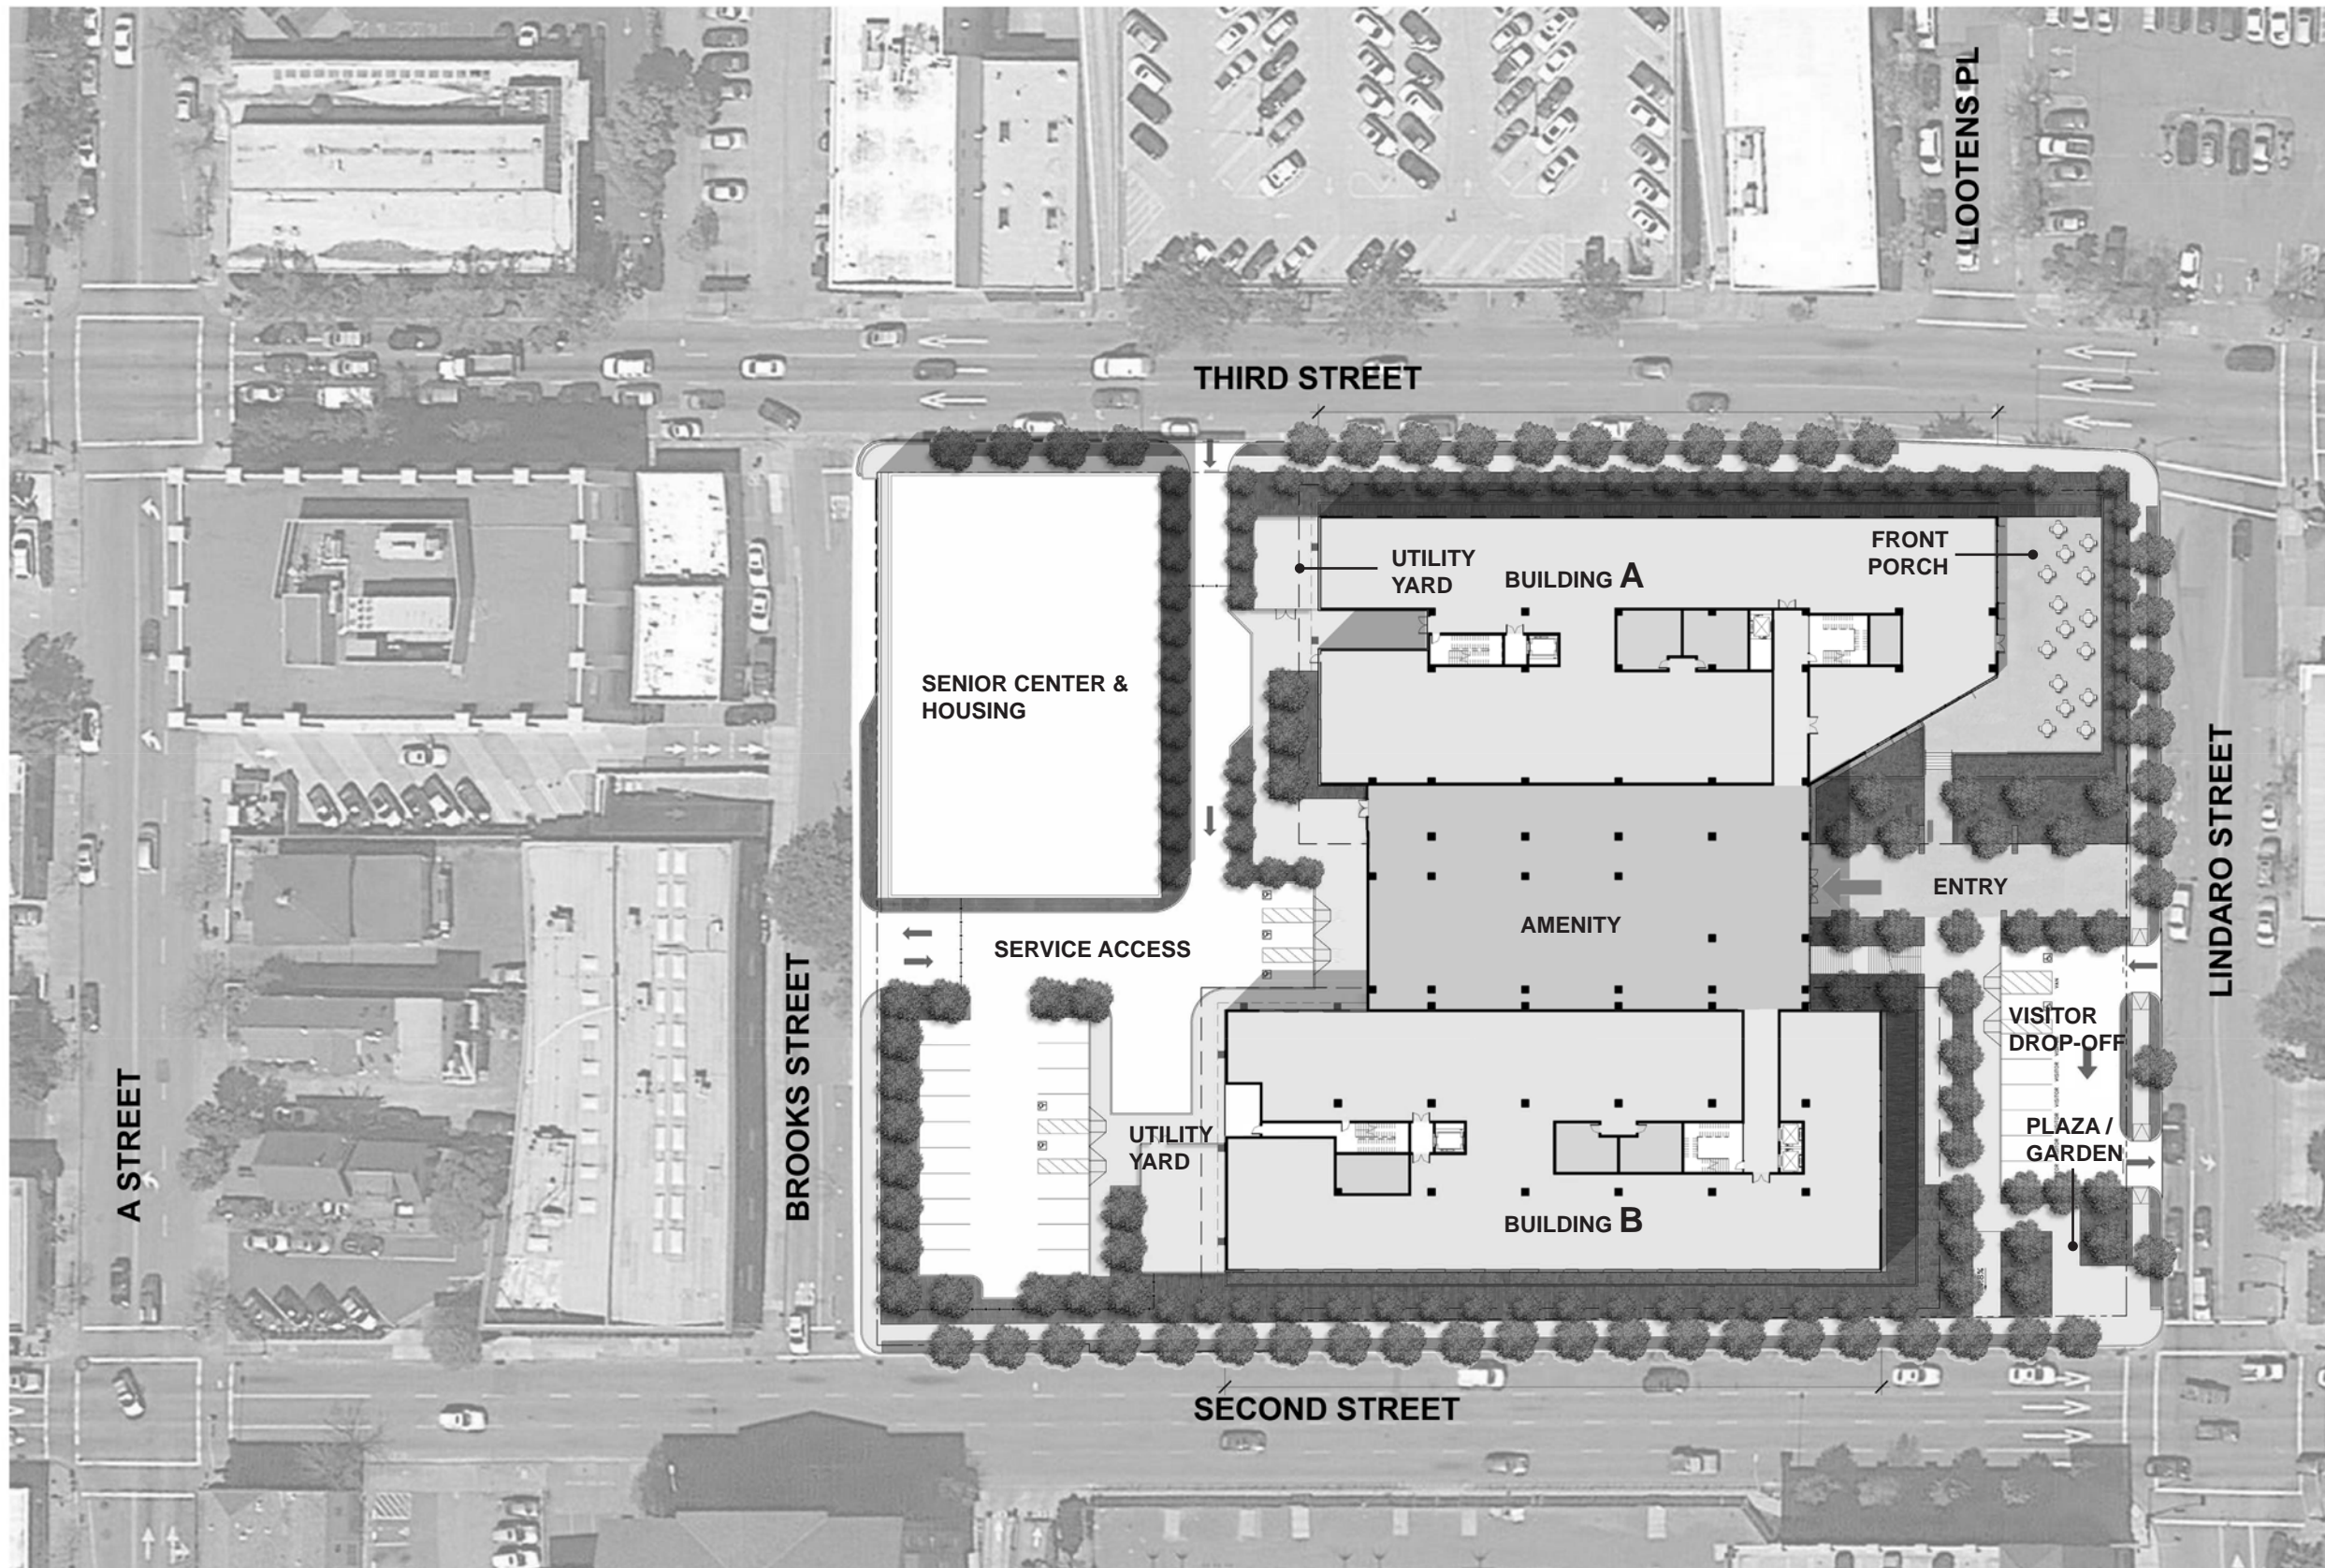 LOOTENS PL
THIRD STREET
FRONT
PORCH
UTILITY
YARD
BUILDING A
SENIOR CENTER &
HOUSING
LINDARO STREET
ENTRY
AMENITY
SERVICE ACCESS
BROOKS STREET
A STREET
VISITOR
DROP-OFF
UTILITY
YARD
PLAZA /
GARDEN
BUILDING B
SECOND STREET